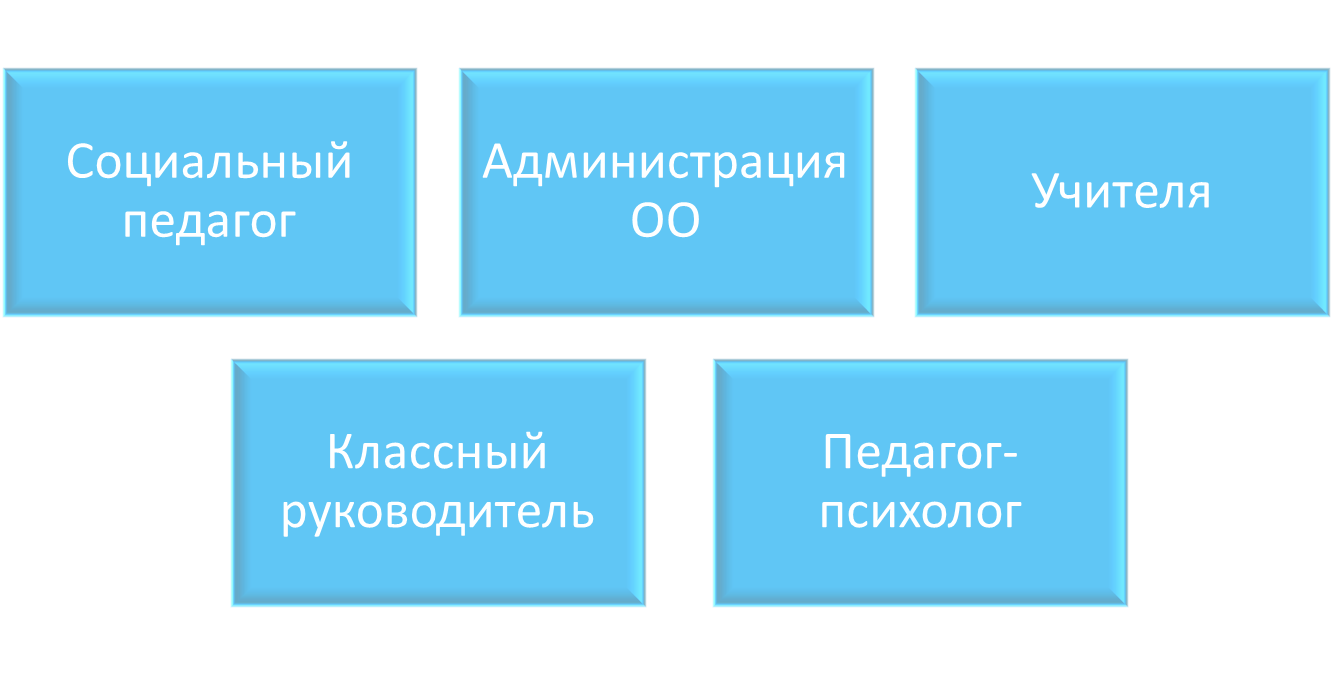 Социальный
педагог
Администрация
ОО
Учителя
Классный
руководитель
Педагог-
психолог